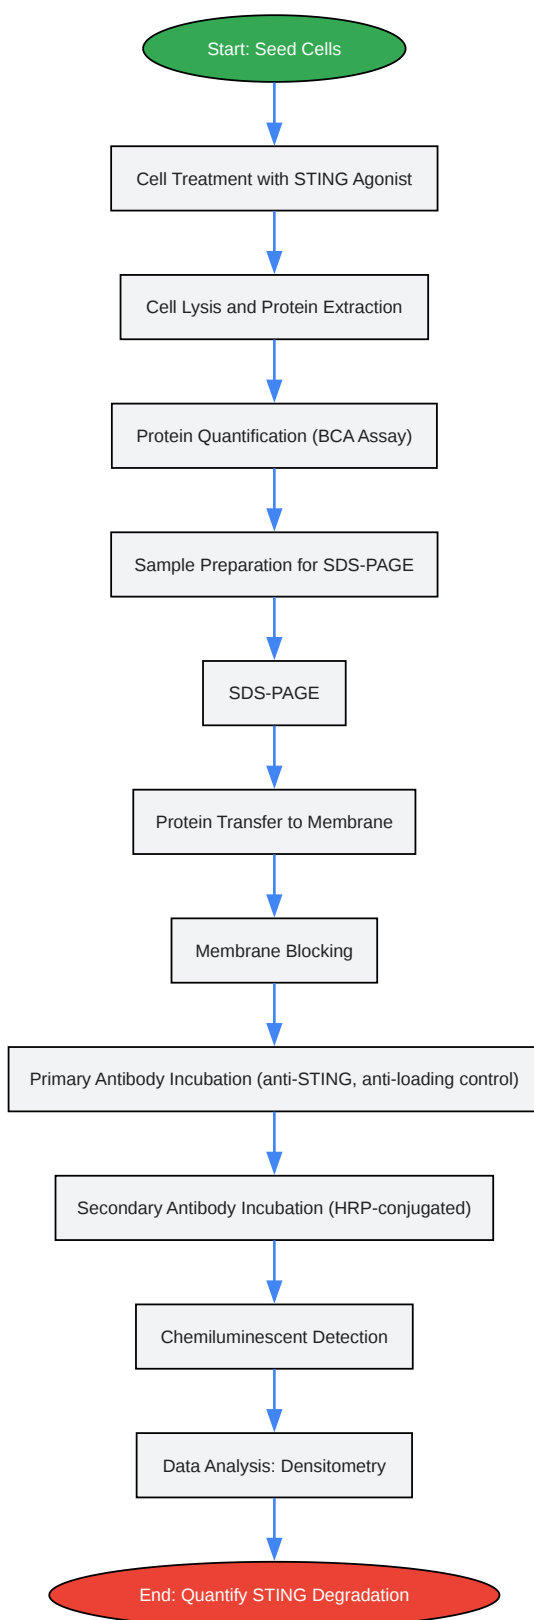 Start: Seed Cells
Cell Treatment with STING Agonist
Cell Lysis and Protein Extraction
Protein Quantification (BCA Assay)
Sample Preparation for SDS-PAGE
SDS-PAGE
Protein Transfer to Membrane
Membrane Blocking
Primary Antibody Incubation (anti-STING, anti-loading control)
Secondary Antibody Incubation (HRP-conjugated)
Chemiluminescent Detection
Data Analysis: Densitometry
End: Quantify STING Degradation